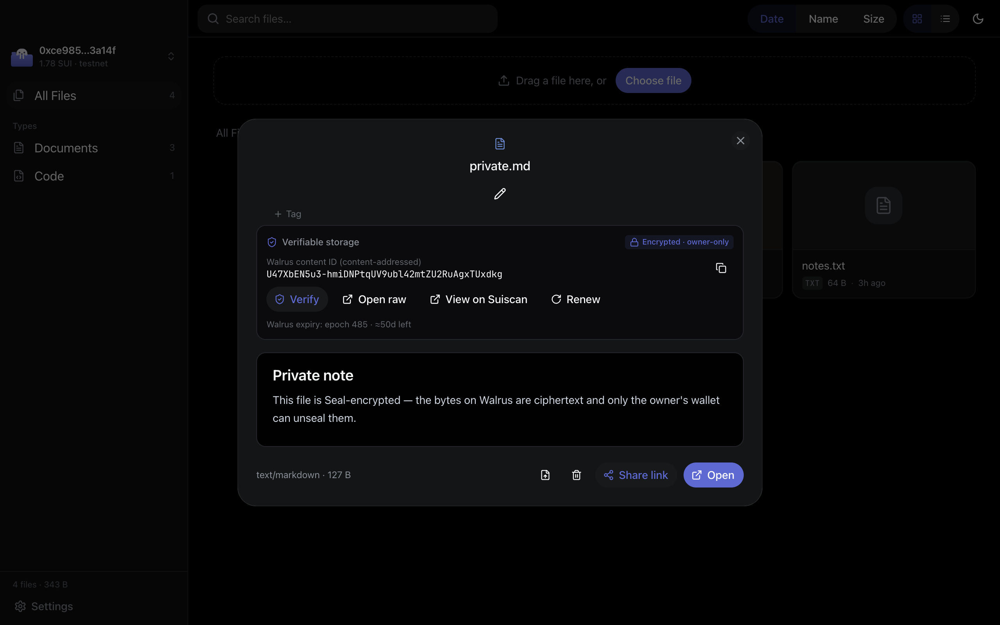 Search files...
Date
Name
Size
0xce985...3a14f
1.78 SUI · testnet
All Files
4
Types
Documents
3
Code
1
4 files · 343 B
Settings
Drag a file here, or
Choose file
All Fi
notes.txt
TXT 64 B · 3h ago
private.md
+ Tag
Verifiable storage
Encrypted · owner-only
Walrus content ID (content-addressed)
U47XbEN5u3-hmiDNPtqUV9ubl42mtZU2RuAgxTUxdkg
Verify
Open raw
View on Suiscan
Renew
Walrus expiry: epoch 485 · ≈50d left
Private note
This file is Seal-encrypted — the bytes on Walrus are ciphertext and only the owner's wallet
can unseal them.
text/markdown · 127 B
Share link
Open